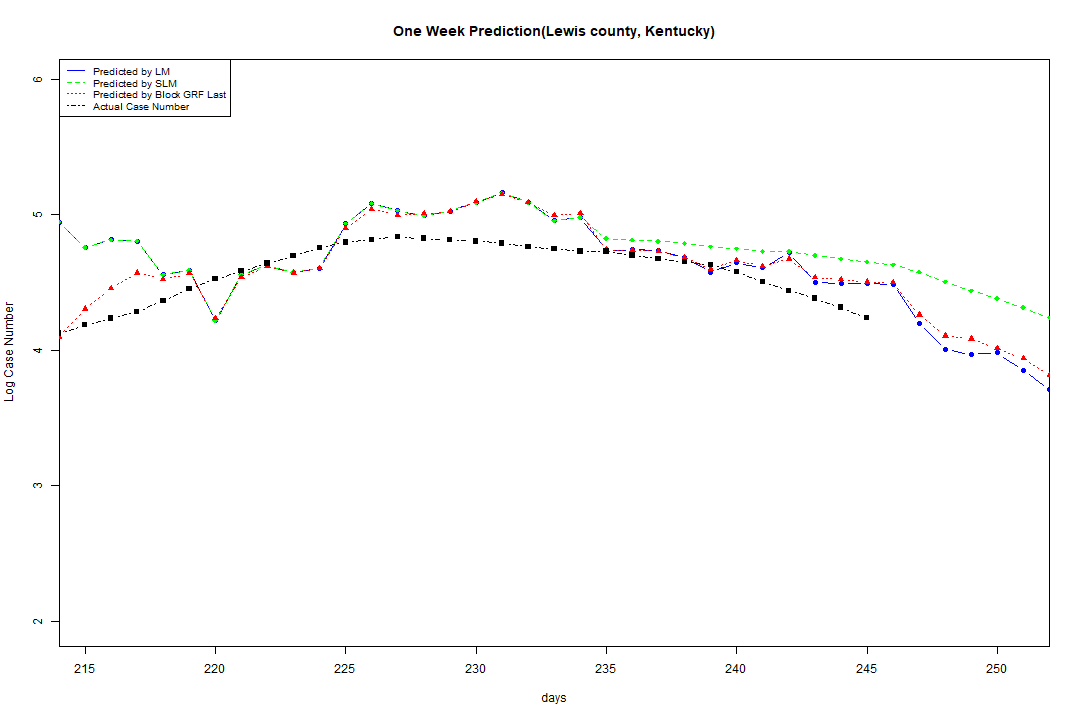 One Week Prediction(Lewis county, Kentucky)
Predicted by LM
Predicted by SLM
Predicted by Block GRF Last
Actual Case Number
6
5
4
3
2
Log Case Number
215 220 225 230 235 240 245 250
days